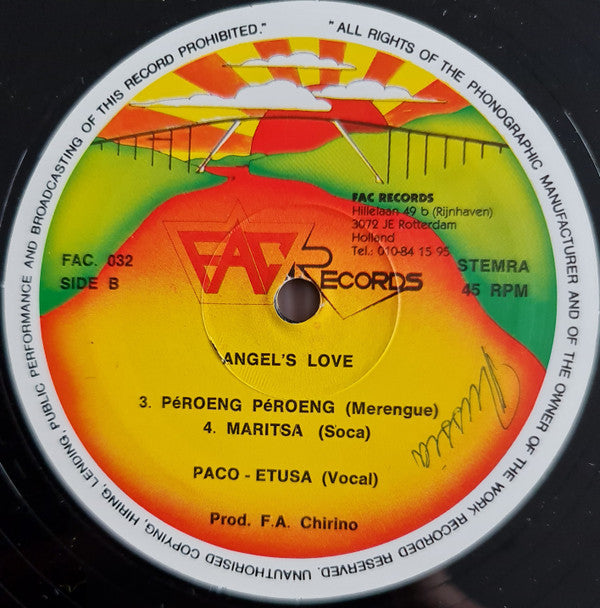 "ALL RIGHTS OF THE PHONOGRAPHIC MANUFACTURER AND OF THE OWNER OF THE WORK RECORDED RESERVED. UNAUTHORISED COPYING, HIRING, LENDING, PUBLIC PERFORMANCE AND BROADCASTING OF THIS RECORD PROHIBITED."
FAC RECORDS
Hillelaan 49 b (Rijnhaven)
3072 JE Rotterdam
Holland
Tel.: 010-84 15 95
FAC. 032
SIDE B
FAC RECORDS
STEMRA
45 RPM
ANGEL'S LOVE
3. PéROENG PéROENG (Merengue)
4. MARITSA (Soca)
PACO - ETUSA (Vocal)
Prod. F.A. Chirino
Russia